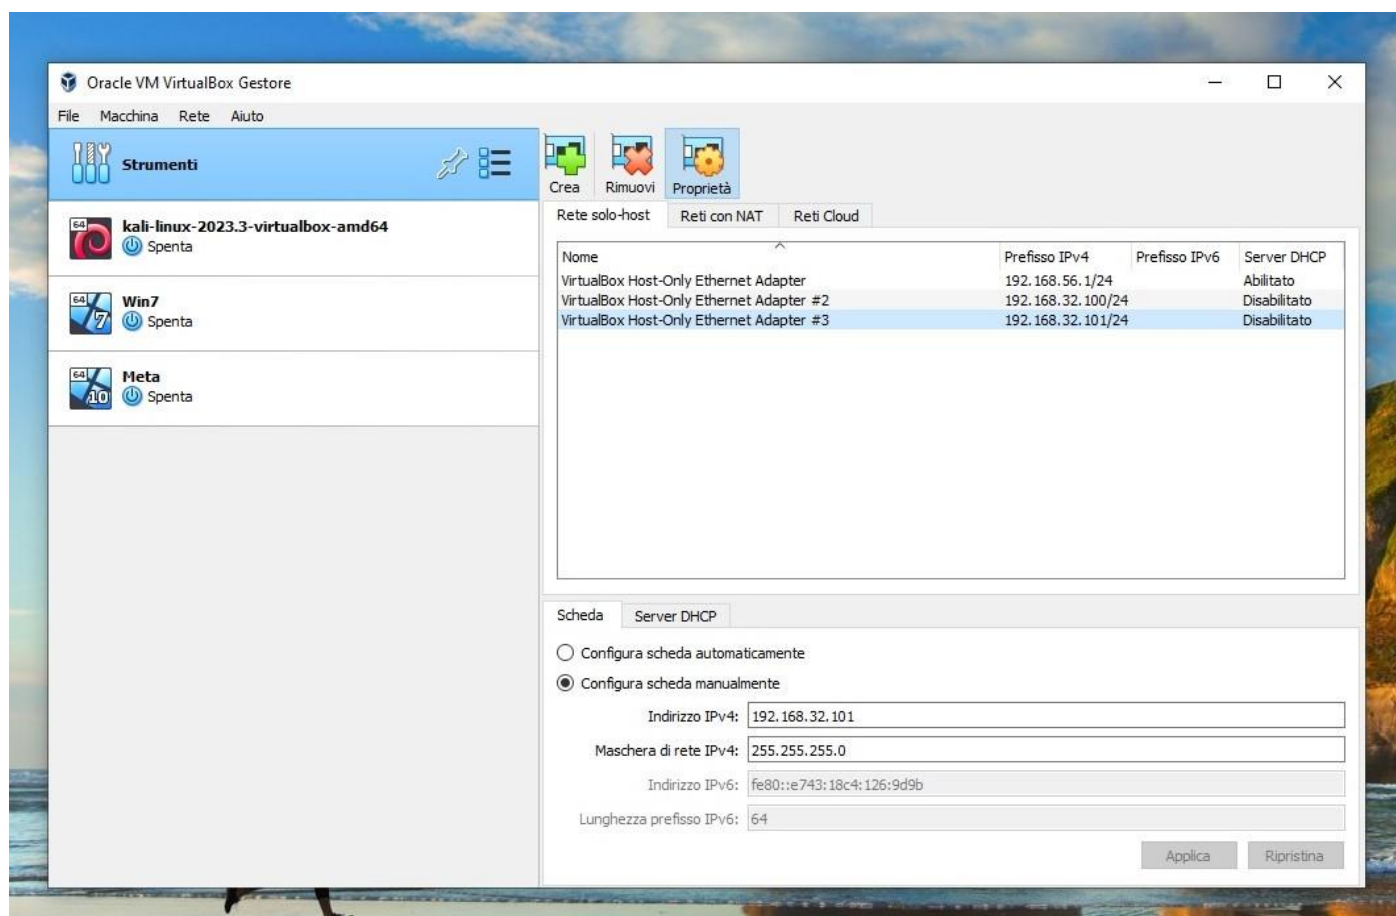 Oracle VM VirtualBox Gestore
File Macchina Rete Aiuto
Strumenti
64
kali-linux-2023.3-virtualbox-amd64
Spenta
64
7
Win7
Spenta
64
10
Meta
Spenta
Crea Rimuovi Proprietà
Rete solo-host Reti con NAT Reti Cloud
Nome Prefisso IPv4 Prefisso IPv6 Server DHCP
VirtualBox Host-Only Ethernet Adapter 192.168.56.1/24 Abilitato
VirtualBox Host-Only Ethernet Adapter #2 192.168.32.100/24 Disabilitato
VirtualBox Host-Only Ethernet Adapter #3 192.168.32.101/24 Disabilitato
Scheda Server DHCP
Configura scheda automaticamente
Configura scheda manualmente
Indirizzo IPv4: 192.168.32.101
Maschera di rete IPv4: 255.255.255.0
Indirizzo IPv6: fe80::e743:18c4:126:9d9b
Lunghezza prefisso IPv6: 64
Applica Ripristina